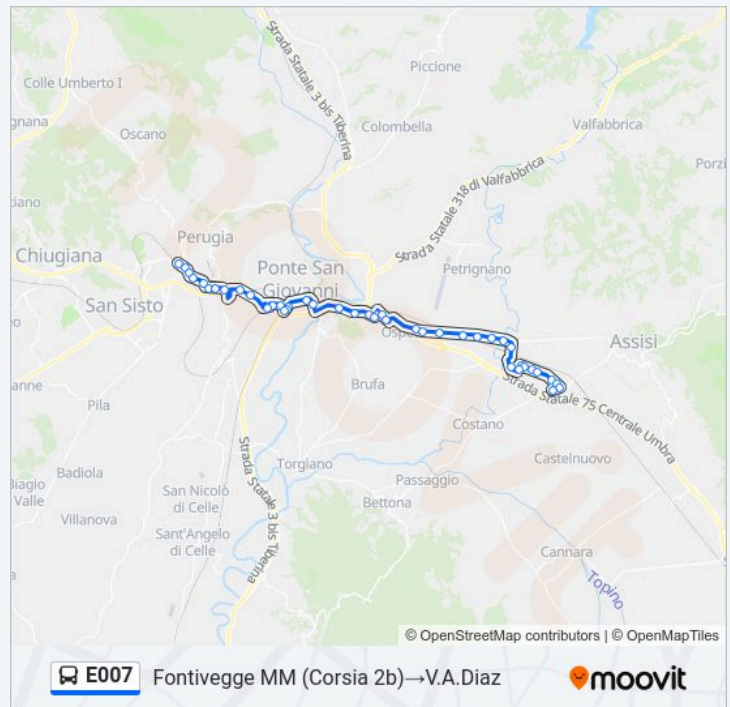 Piccione
Colle Umberto I
Strada Statale 3 bis Tiberina
Colombella
Valfabbrica
gnana
Oscano
Porzi
Strada Statale 318 di Valfabbrica
ciano
Perugia
Chiugiana
Ponte San
Giovanni
Petrignano
San Sisto
Osp
Assisi
anne
Brufa
Strada Statale 75 Centrale Umbra
Pila
Costano
Strada Statale 3 bis Tiberina
Torgiano
Castelnuovo
Biagio
Valle
Badiola
Passaggio
San Nicolò
di Celle
Bettona
Villanova
Sant'Angelo
di Celle
Cannara
Topino
© OpenStreetMap contributors | © OpenMapTiles
E007 Fontivegge MM (Corsia 2b)→V.A.Diaz
moovit